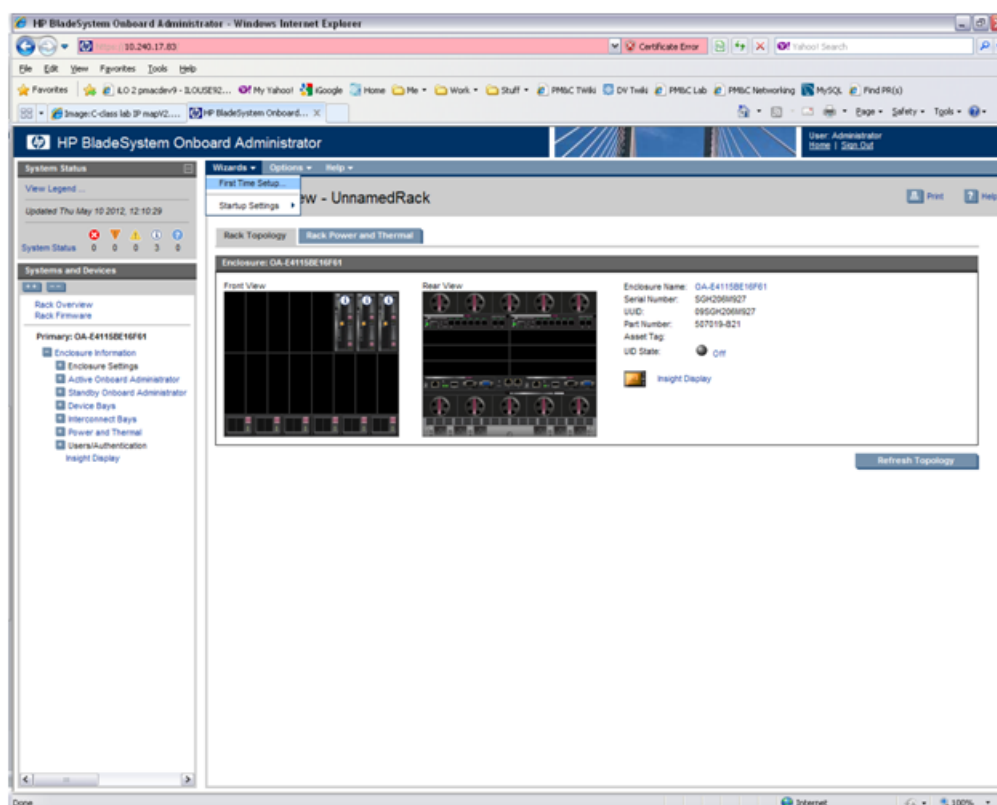 HP BladeSystem Onboard Administrator - Windows Internet Explorer
10.240.17.83
Certificate Error
Yahoo! Search
File Edit View Favorites Tools Help
Favorites
My Yahoo!
iGoogle
Home
Me
Work
Stuff
PM&C TWiki
DV Twiki
PM&C Lab
PM&C Networking
MySQL
Find PR(s)
Image:C-class lab IP mapV2....
HP BladeSystem Onboard...
Page Safety Tools
HP BladeSystem Onboard Administrator
User: Administrator
Home | Sign Out
System Status
View Legend ...
Updated Thu May 10 2012, 12:10:29
System Status 0 0 0 3 0
Systems and Devices
Rack Overview
Rack Firmware
Primary: OA-E4115BE16F61
Enclosure Information
Enclosure Settings
Active Onboard Administrator
Standby Onboard Administrator
Device Bays
Interconnect Bays
Power and Thermal
Users/Authentication
Insight Display
Wizards Options Help
First Time Setup...
Startup Settings
ew - UnnamedRack
Print
Help
Rack Topology
Rack Power and Thermal
Enclosure: OA-E4115BE16F61
Front View
Rear View
Enclosure Name: OA-E4115BE16F61
Serial Number: SGH206M927
UUID: 09SGH206M927
Part Number: 507019-B21
Asset Tag:
UID State: Off
Insight Display
Refresh Topology
Done
Internet
100%